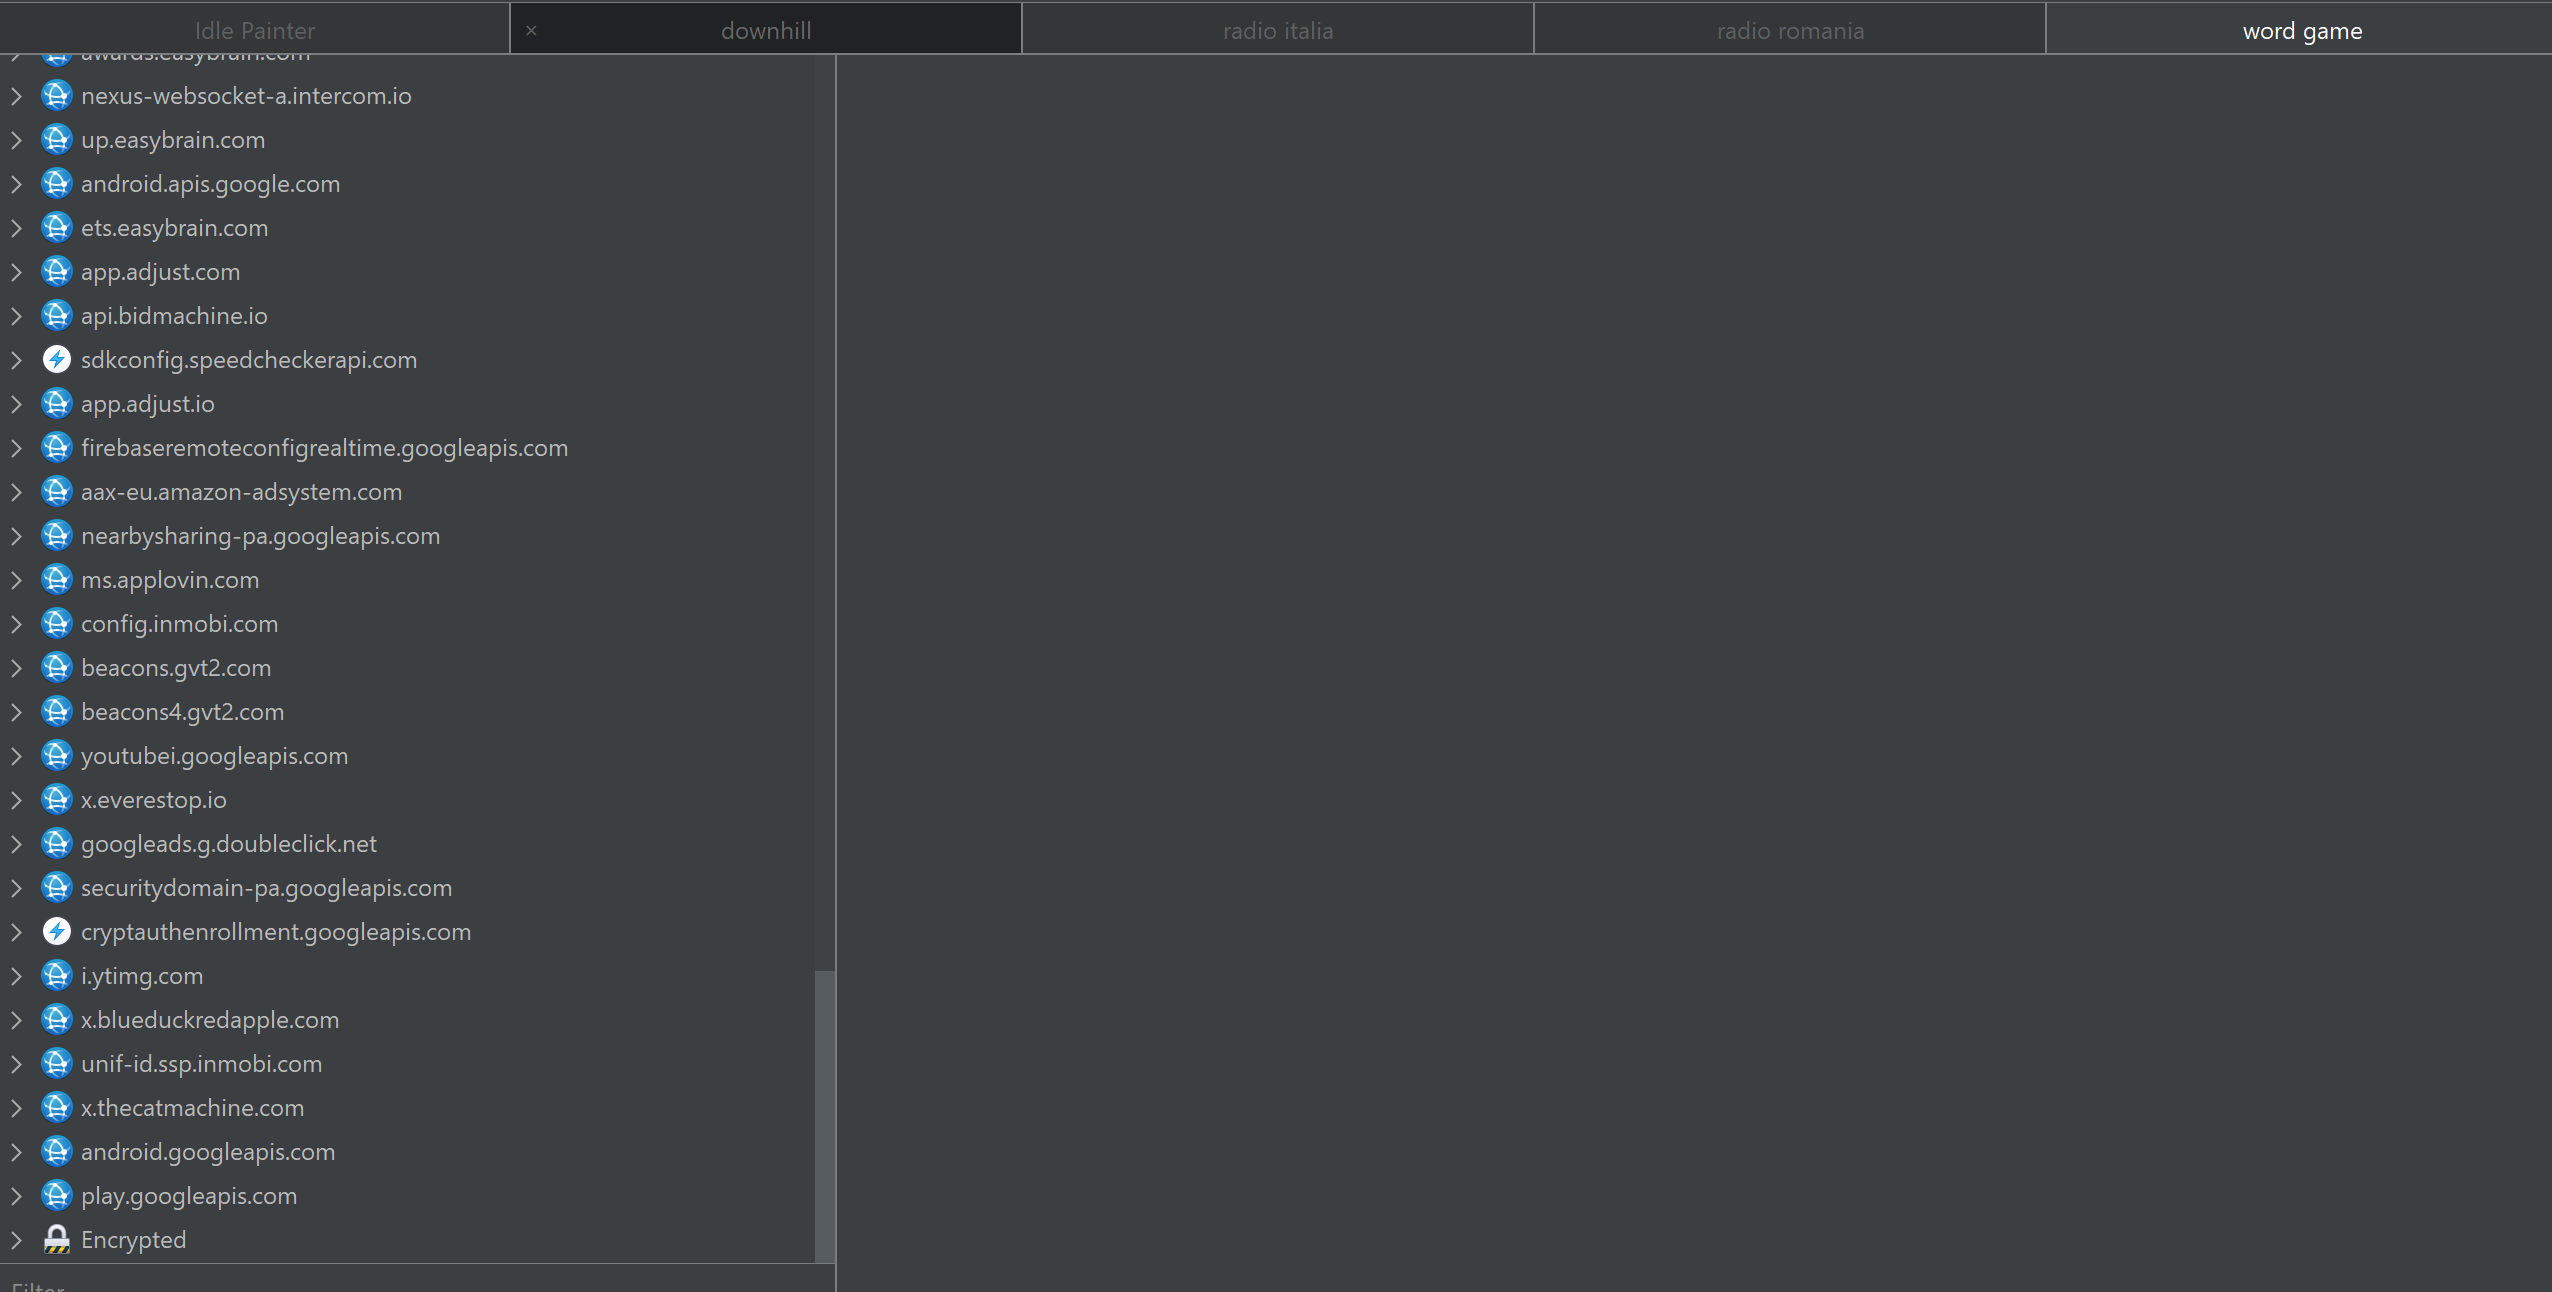 Idle Painter
× downhill
radio italia
radio romania
word game
awards.easybrain.com
nexus-websocket-a.intercom.io
up.easybrain.com
android.apis.google.com
ets.easybrain.com
app.adjust.com
api.bidmachine.io
sdkconfig.speedcheckerapi.com
app.adjust.io
firebaseremoteconfigrealtime.googleapis.com
aax-eu.amazon-adsystem.com
nearbysharing-pa.googleapis.com
ms.applovin.com
config.inmobi.com
beacons.gvt2.com
beacons4.gvt2.com
youtubei.googleapis.com
x.everestop.io
googleads.g.doubleclick.net
securitydomain-pa.googleapis.com
cryptauthenrollment.googleapis.com
i.ytimg.com
x.blueduckredapple.com
unif-id.ssp.inmobi.com
x.thecatmachine.com
android.googleapis.com
play.googleapis.com
Encrypted
Filter